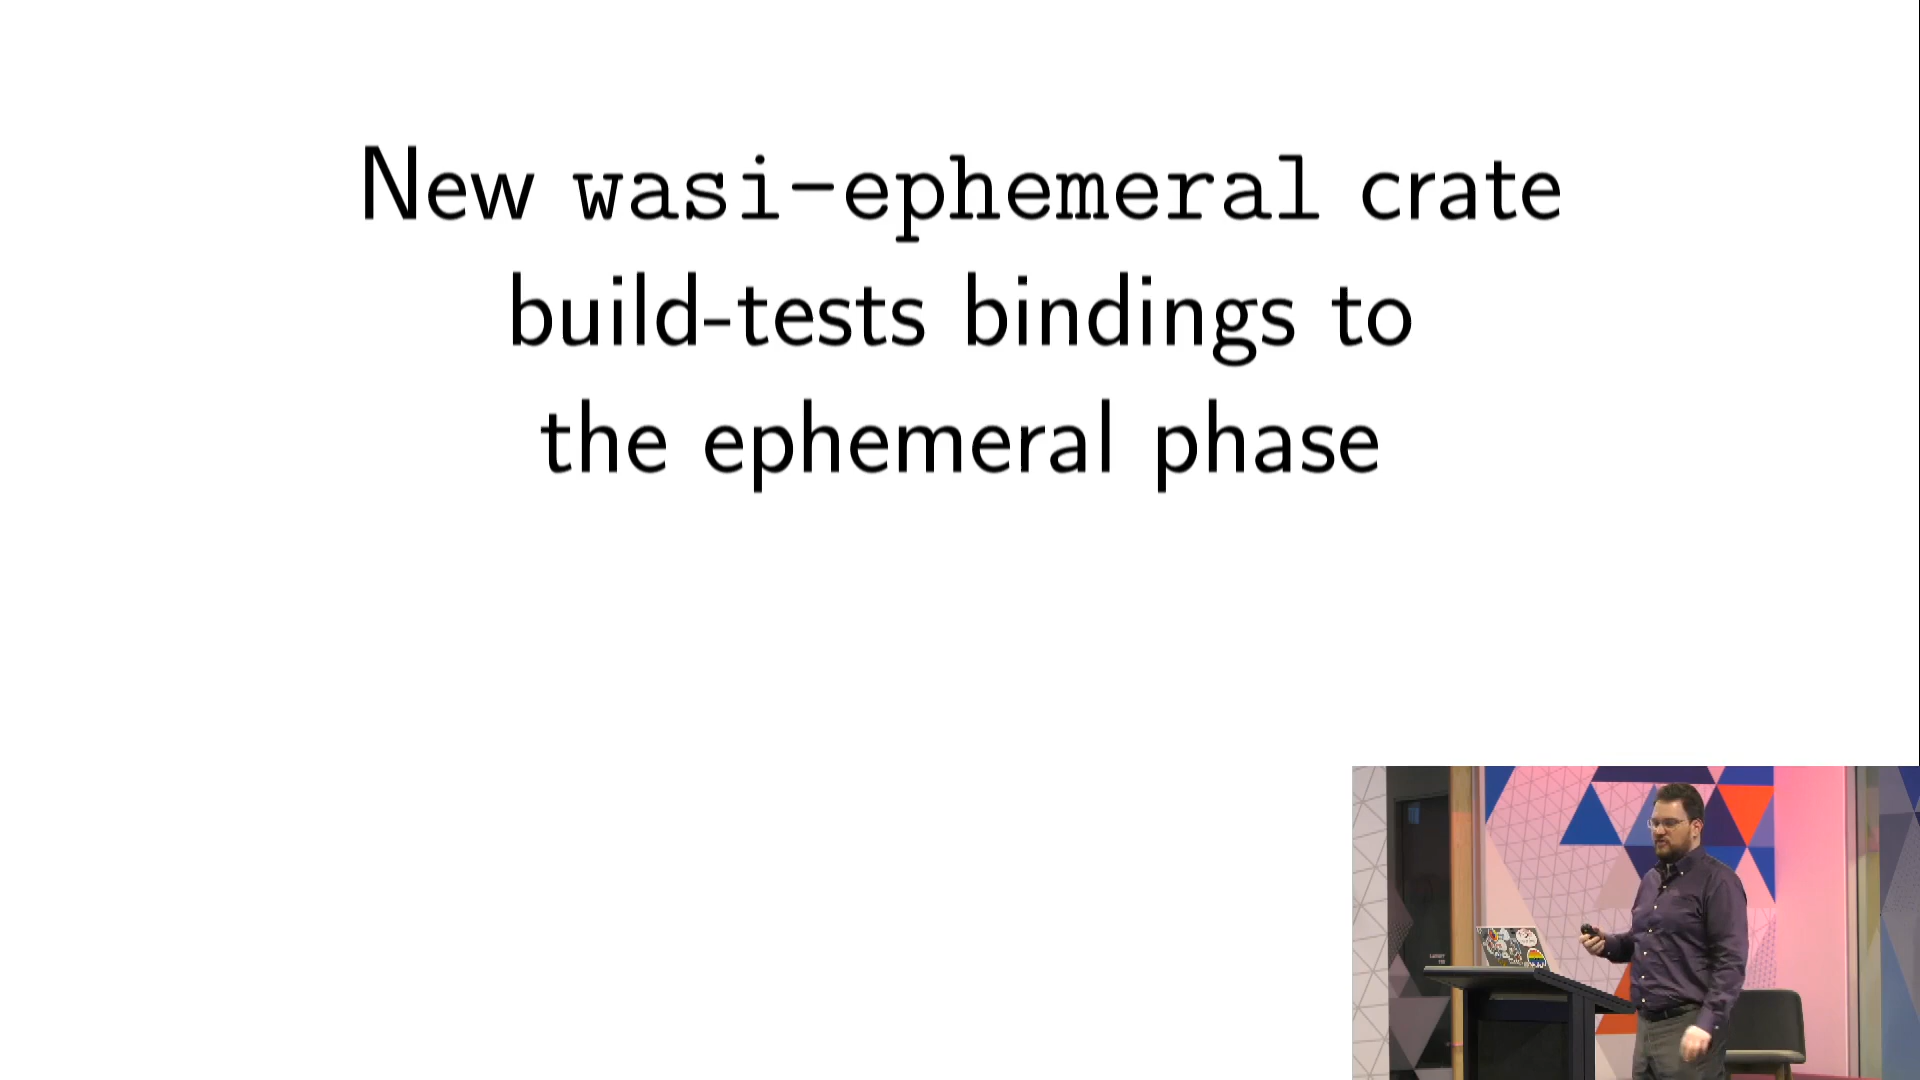 New wasi-ephemeral crate
build-tests bindings to
the ephemeral phase